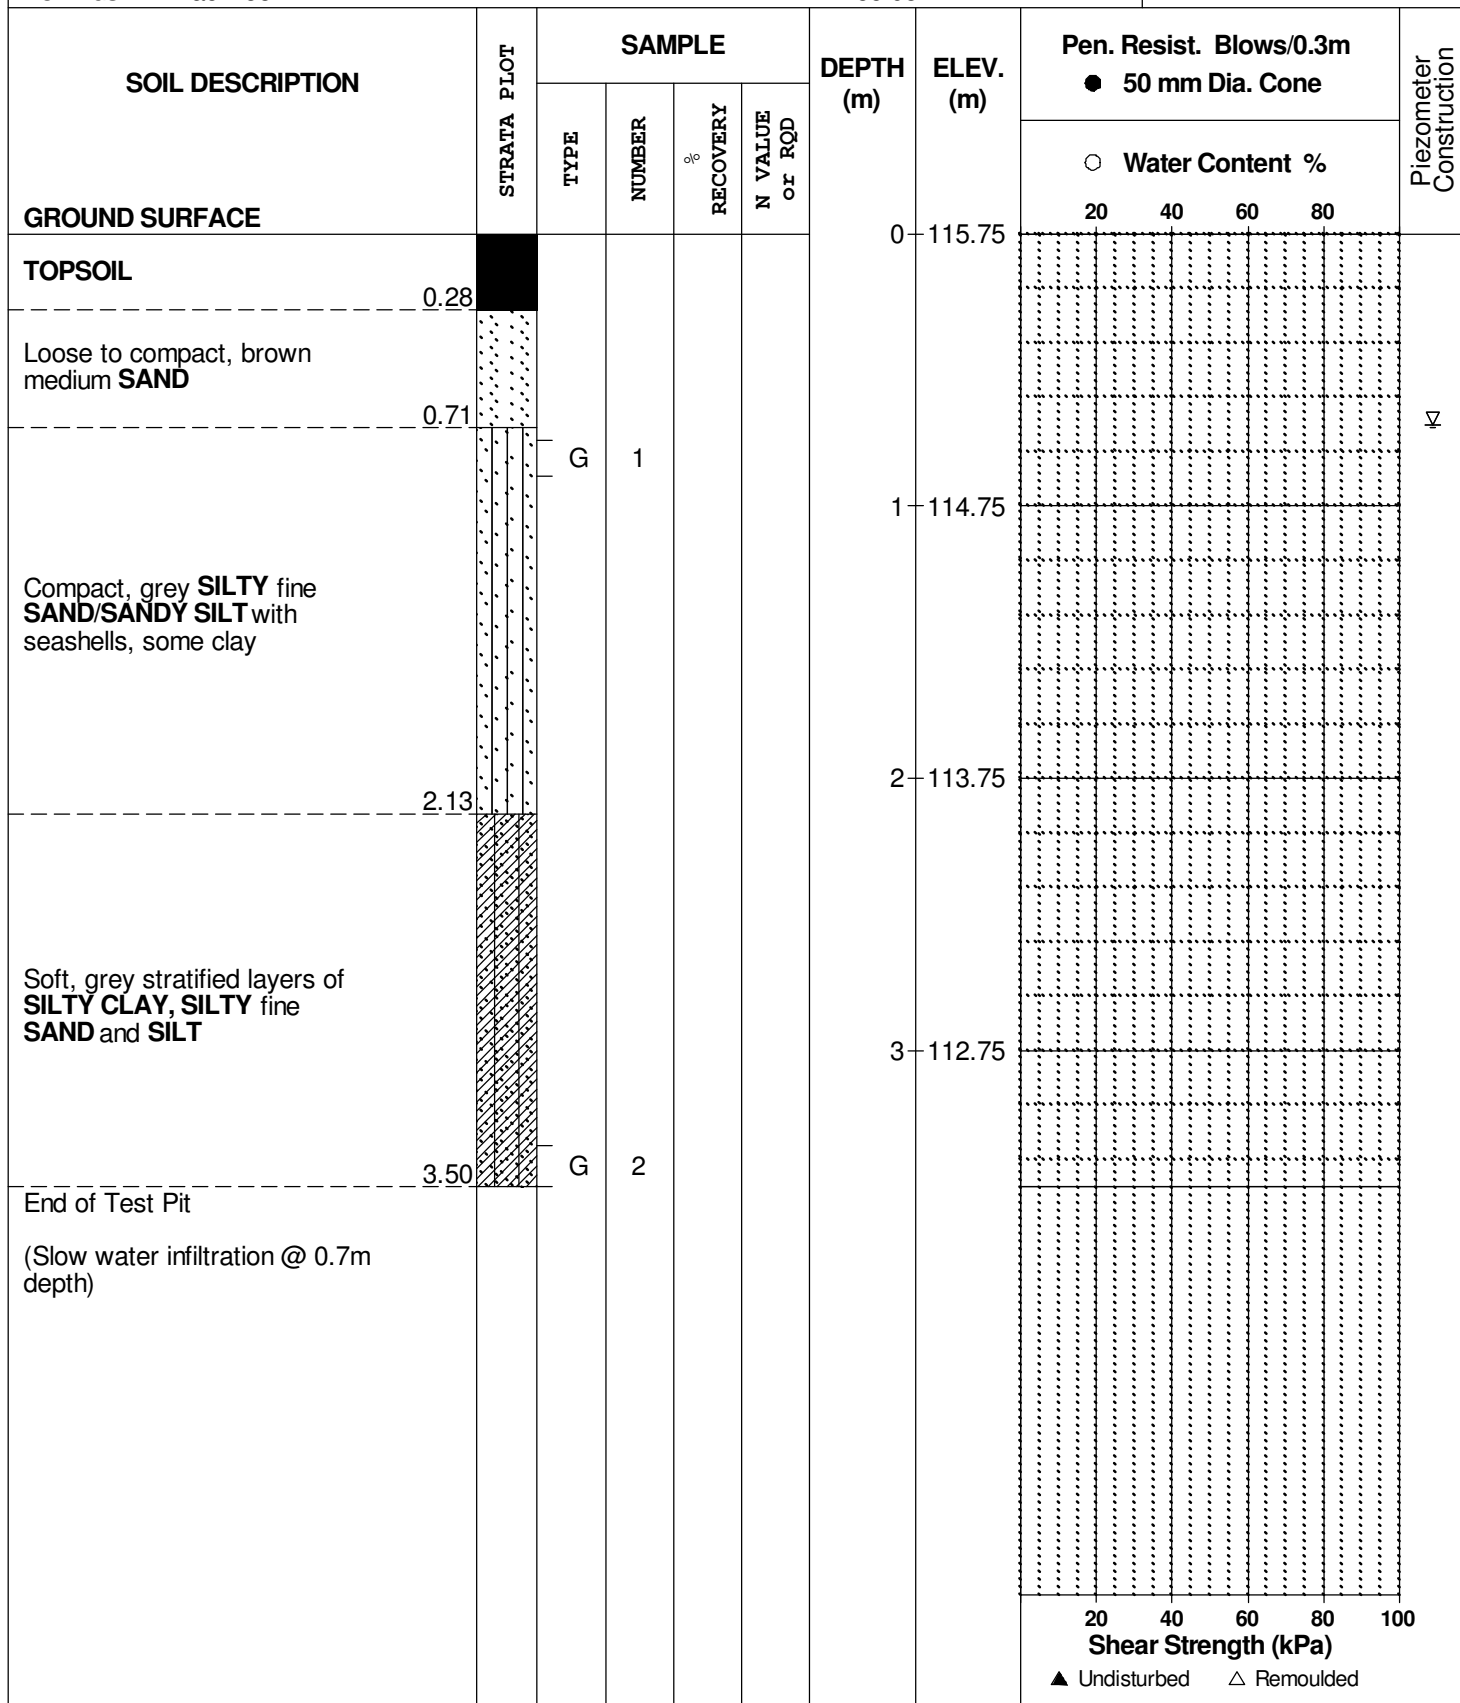 SOIL DESCRIPTION
GROUND SURFACE
STRATA PLOT
SAMPLE
TYPE
NUMBER
%
RECOVERY
N VALUE
or RQD
DEPTH
(m)
ELEV.
(m)
Pen. Resist. Blows/0.3m
● 50 mm Dia. Cone
○ Water Content %
20 40 60 80
Piezometer
Construction
0 115.75
TOPSOIL
0.28
Loose to compact, brown
medium SAND
0.71
G 1
1 114.75
Compact, grey SILTY fine
SAND/SANDY SILT with
seashells, some clay
2 113.75
2.13
Soft, grey stratified layers of
SILTY CLAY, SILTY fine
SAND and SILT
3 112.75
3.50
G 2
End of Test Pit
(Slow water infiltration @ 0.7m
depth)
20 40 60 80 100
Shear Strength (kPa)
▲ Undisturbed △ Remoulded